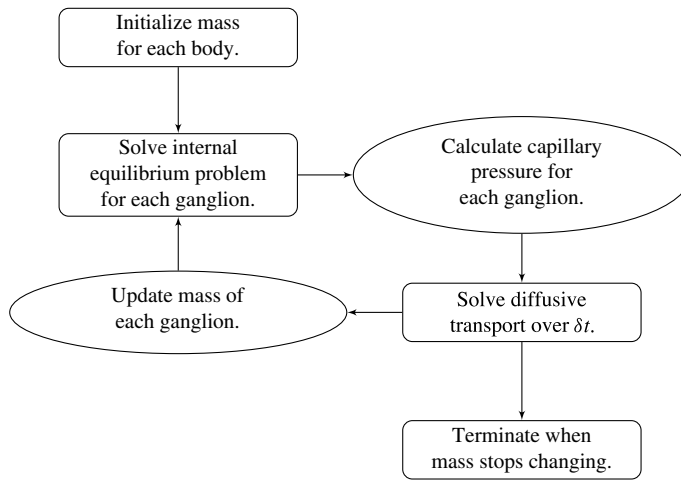 Initialize mass
for each body.
Solve internal
equilibrium problem
for each ganglion.
Calculate capillary
pressure for
each ganglion.
Update mass of
each ganglion.
Solve diffusive
transport over δt.
Terminate when
mass stops changing.